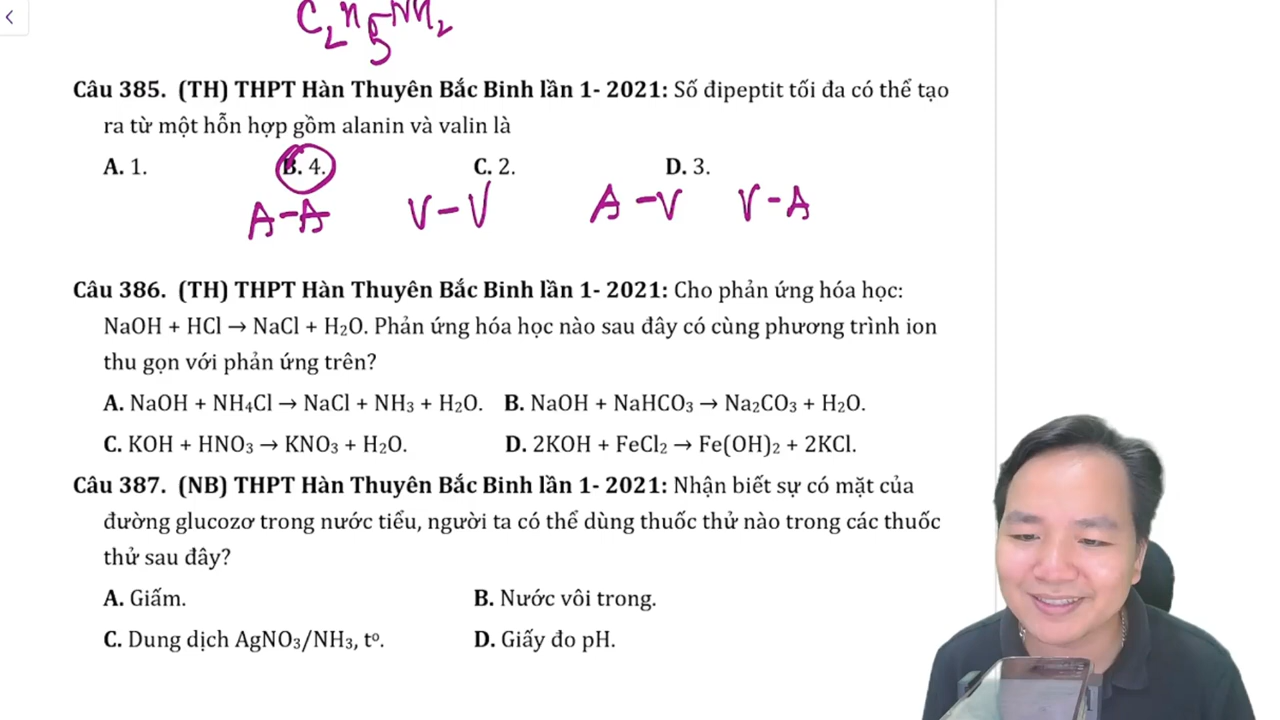 C₂H₅NH₂
Câu 385. (TH) THPT Hàn Thuyên Bắc Binh lần 1- 2021: Số đipeptit tối đa có thể tạo
ra từ một hỗn hợp gồm alanin và valin là
A. 1. B. 4. C. 2. D. 3.
A-A V-V A-V V-A
Câu 386. (TH) THPT Hàn Thuyên Bắc Binh lần 1- 2021: Cho phản ứng hóa học:
NaOH + HCl → NaCl + H₂O. Phản ứng hóa học nào sau đây có cùng phương trình ion
thu gọn với phản ứng trên?
A. NaOH + NH₄Cl → NaCl + NH₃ + H₂O. B. NaOH + NaHCO₃ → Na₂CO₃ + H₂O.
C. KOH + HNO₃ → KNO₃ + H₂O. D. 2KOH + FeCl₂ → Fe(OH)₂ + 2KCl.
Câu 387. (NB) THPT Hàn Thuyên Bắc Binh lần 1- 2021: Nhận biết sự có mặt của
đường glucozơ trong nước tiểu, người ta có thể dùng thuốc thử nào trong các thuốc
thử sau đây?
A. Giấm. B. Nước vôi trong.
C. Dung dịch AgNO₃/NH₃, tº. D. Giấy đo pH.